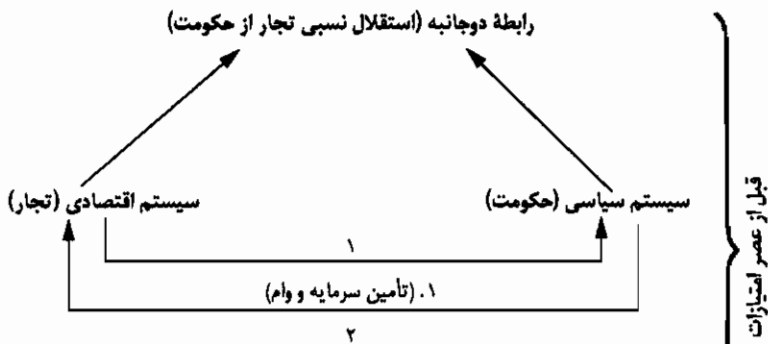 رابطهٔ دوجانبه (استقلال نسبی تجار از حکومت)
سیستم سیاسی (حکومت)
سیستم اقتصادی (تجار)
قبل از عصر امتیازات
۱
۱. (تأمین سرمایه و وام)
۲